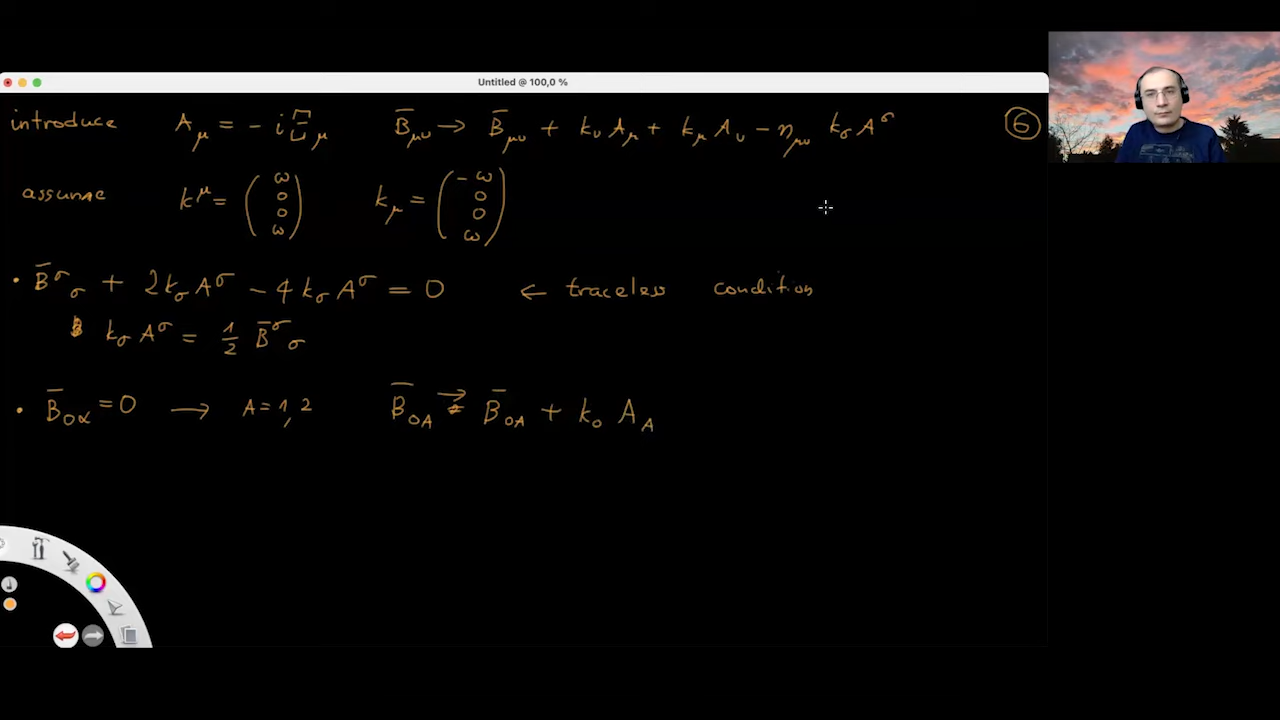 Untitled @ 100,0 %
introduce A_μ = - i Ξ_μ B̄_μν → B̄_μν + k_ν A_μ + k_μ A_ν - η_μν k_σ A^σ 6
assume k^μ = (ω 0 0 ω) k_μ = (-ω 0 0 ω)
• B̄^σ_σ + 2k_σ A^σ - 4k_σ A^σ = 0 ← traceless condition
k_σ A^σ = 1/2 B̄^σ_σ
• B̄_0α = 0 → A = 1, 2 B̄_0A → B̄_0A + k_0 A_A